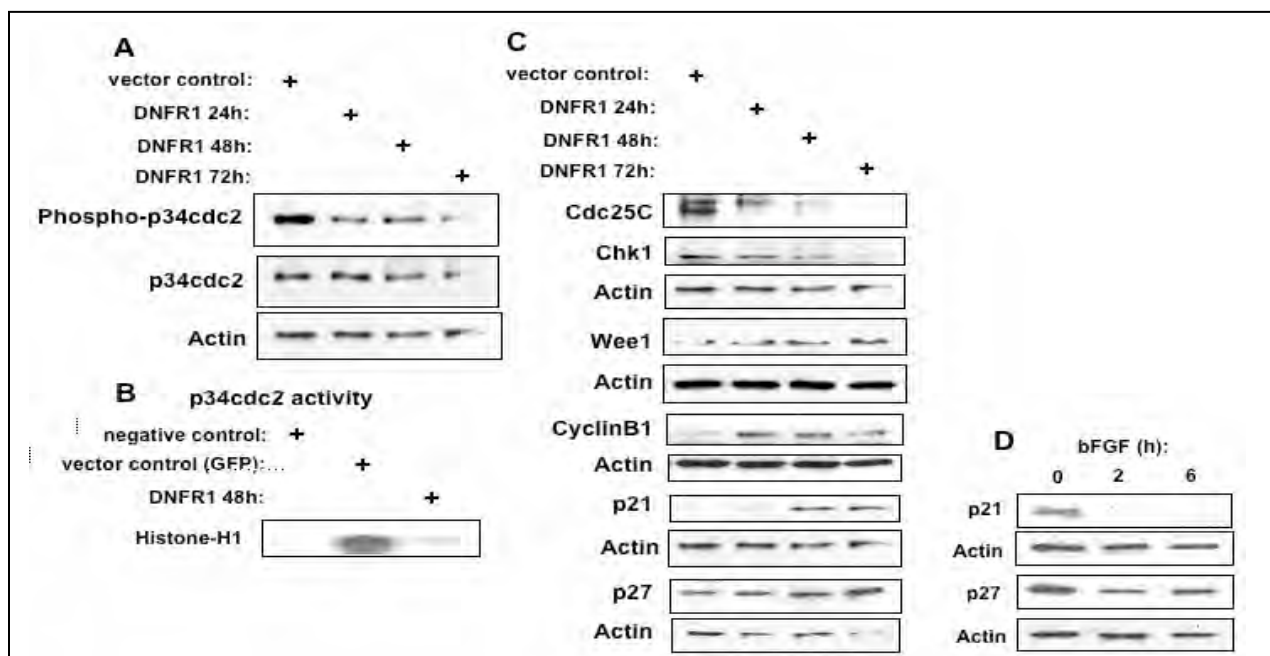 A
vector control: +
DNFR1 24h: +
DNFR1 48h: +
DNFR1 72h: +
Phospho-p34cdc2
p34cdc2
Actin
B
p34cdc2 activity
negative control: +
vector control (GFP):... +
DNFR1 48h: +
Histone-H1
C
vector control: +
DNFR1 24h: +
DNFR1 48h: +
DNFR1 72h: +
Cdc25C
Chk1
Actin
Wee1
Actin
CyclinB1
Actin
p21
Actin
p27
Actin
D
bFGF (h):
0 2 6
p21
Actin
p27
Actin